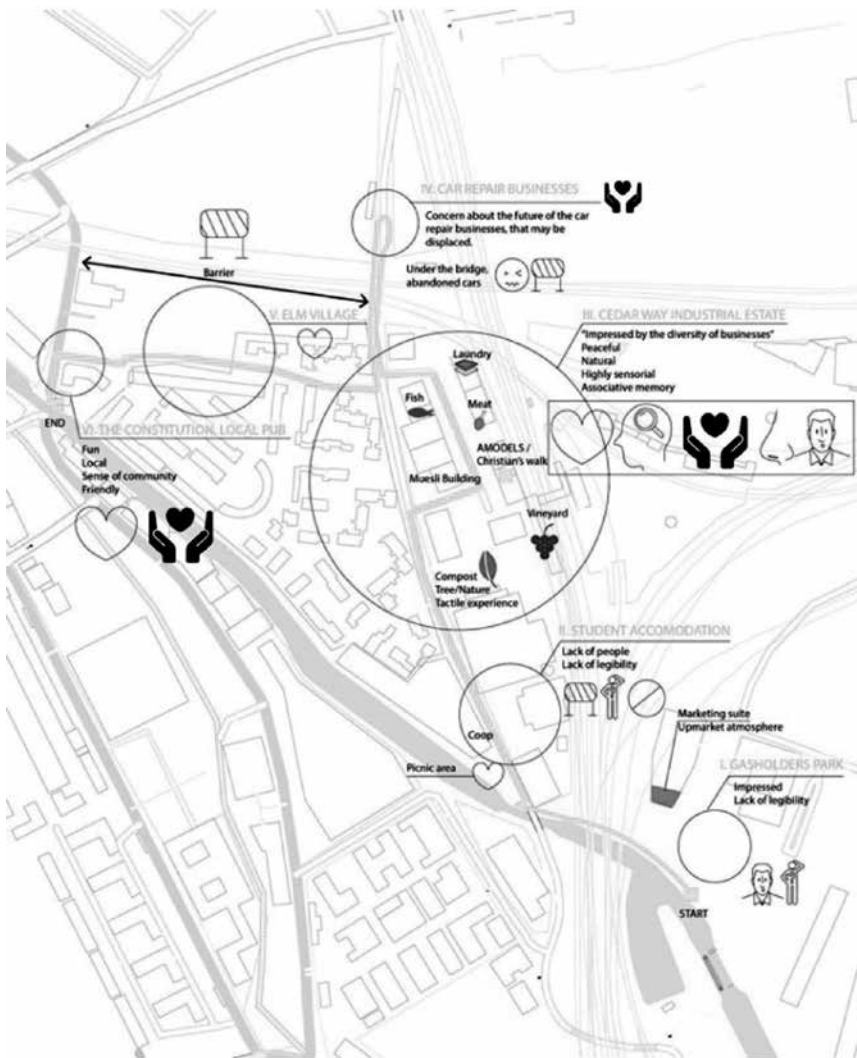 IV. CAR REPAIR BUSINESSES
Concern about the future of the car
repair businesses, that may be
displaced.
Under the bridge,
abandoned cars
Barrier
V. ELM VILLAGE
III. CEDAR WAY INDUSTRIAL ESTATE
"Impressed by the diversity of businesses"
Peaceful
Natural
Highly sensorial
Associative memory
Laundry
Fish
Meat
AMODELS /
Christian's walk
Muesli Building
Vineyard
Compost
Tree/Nature
Tactile experience
END
VI. THE CONSTITUTION, LOCAL PUB
Fun
Local
Sense of community
Friendly
II. STUDENT ACCOMODATION
Lack of people
Lack of legibility
Coop
Picnic area
Marketing suite
Upmarket atmosphere
I. GASHOLDERS PARK
Impressed
Lack of legibility
START